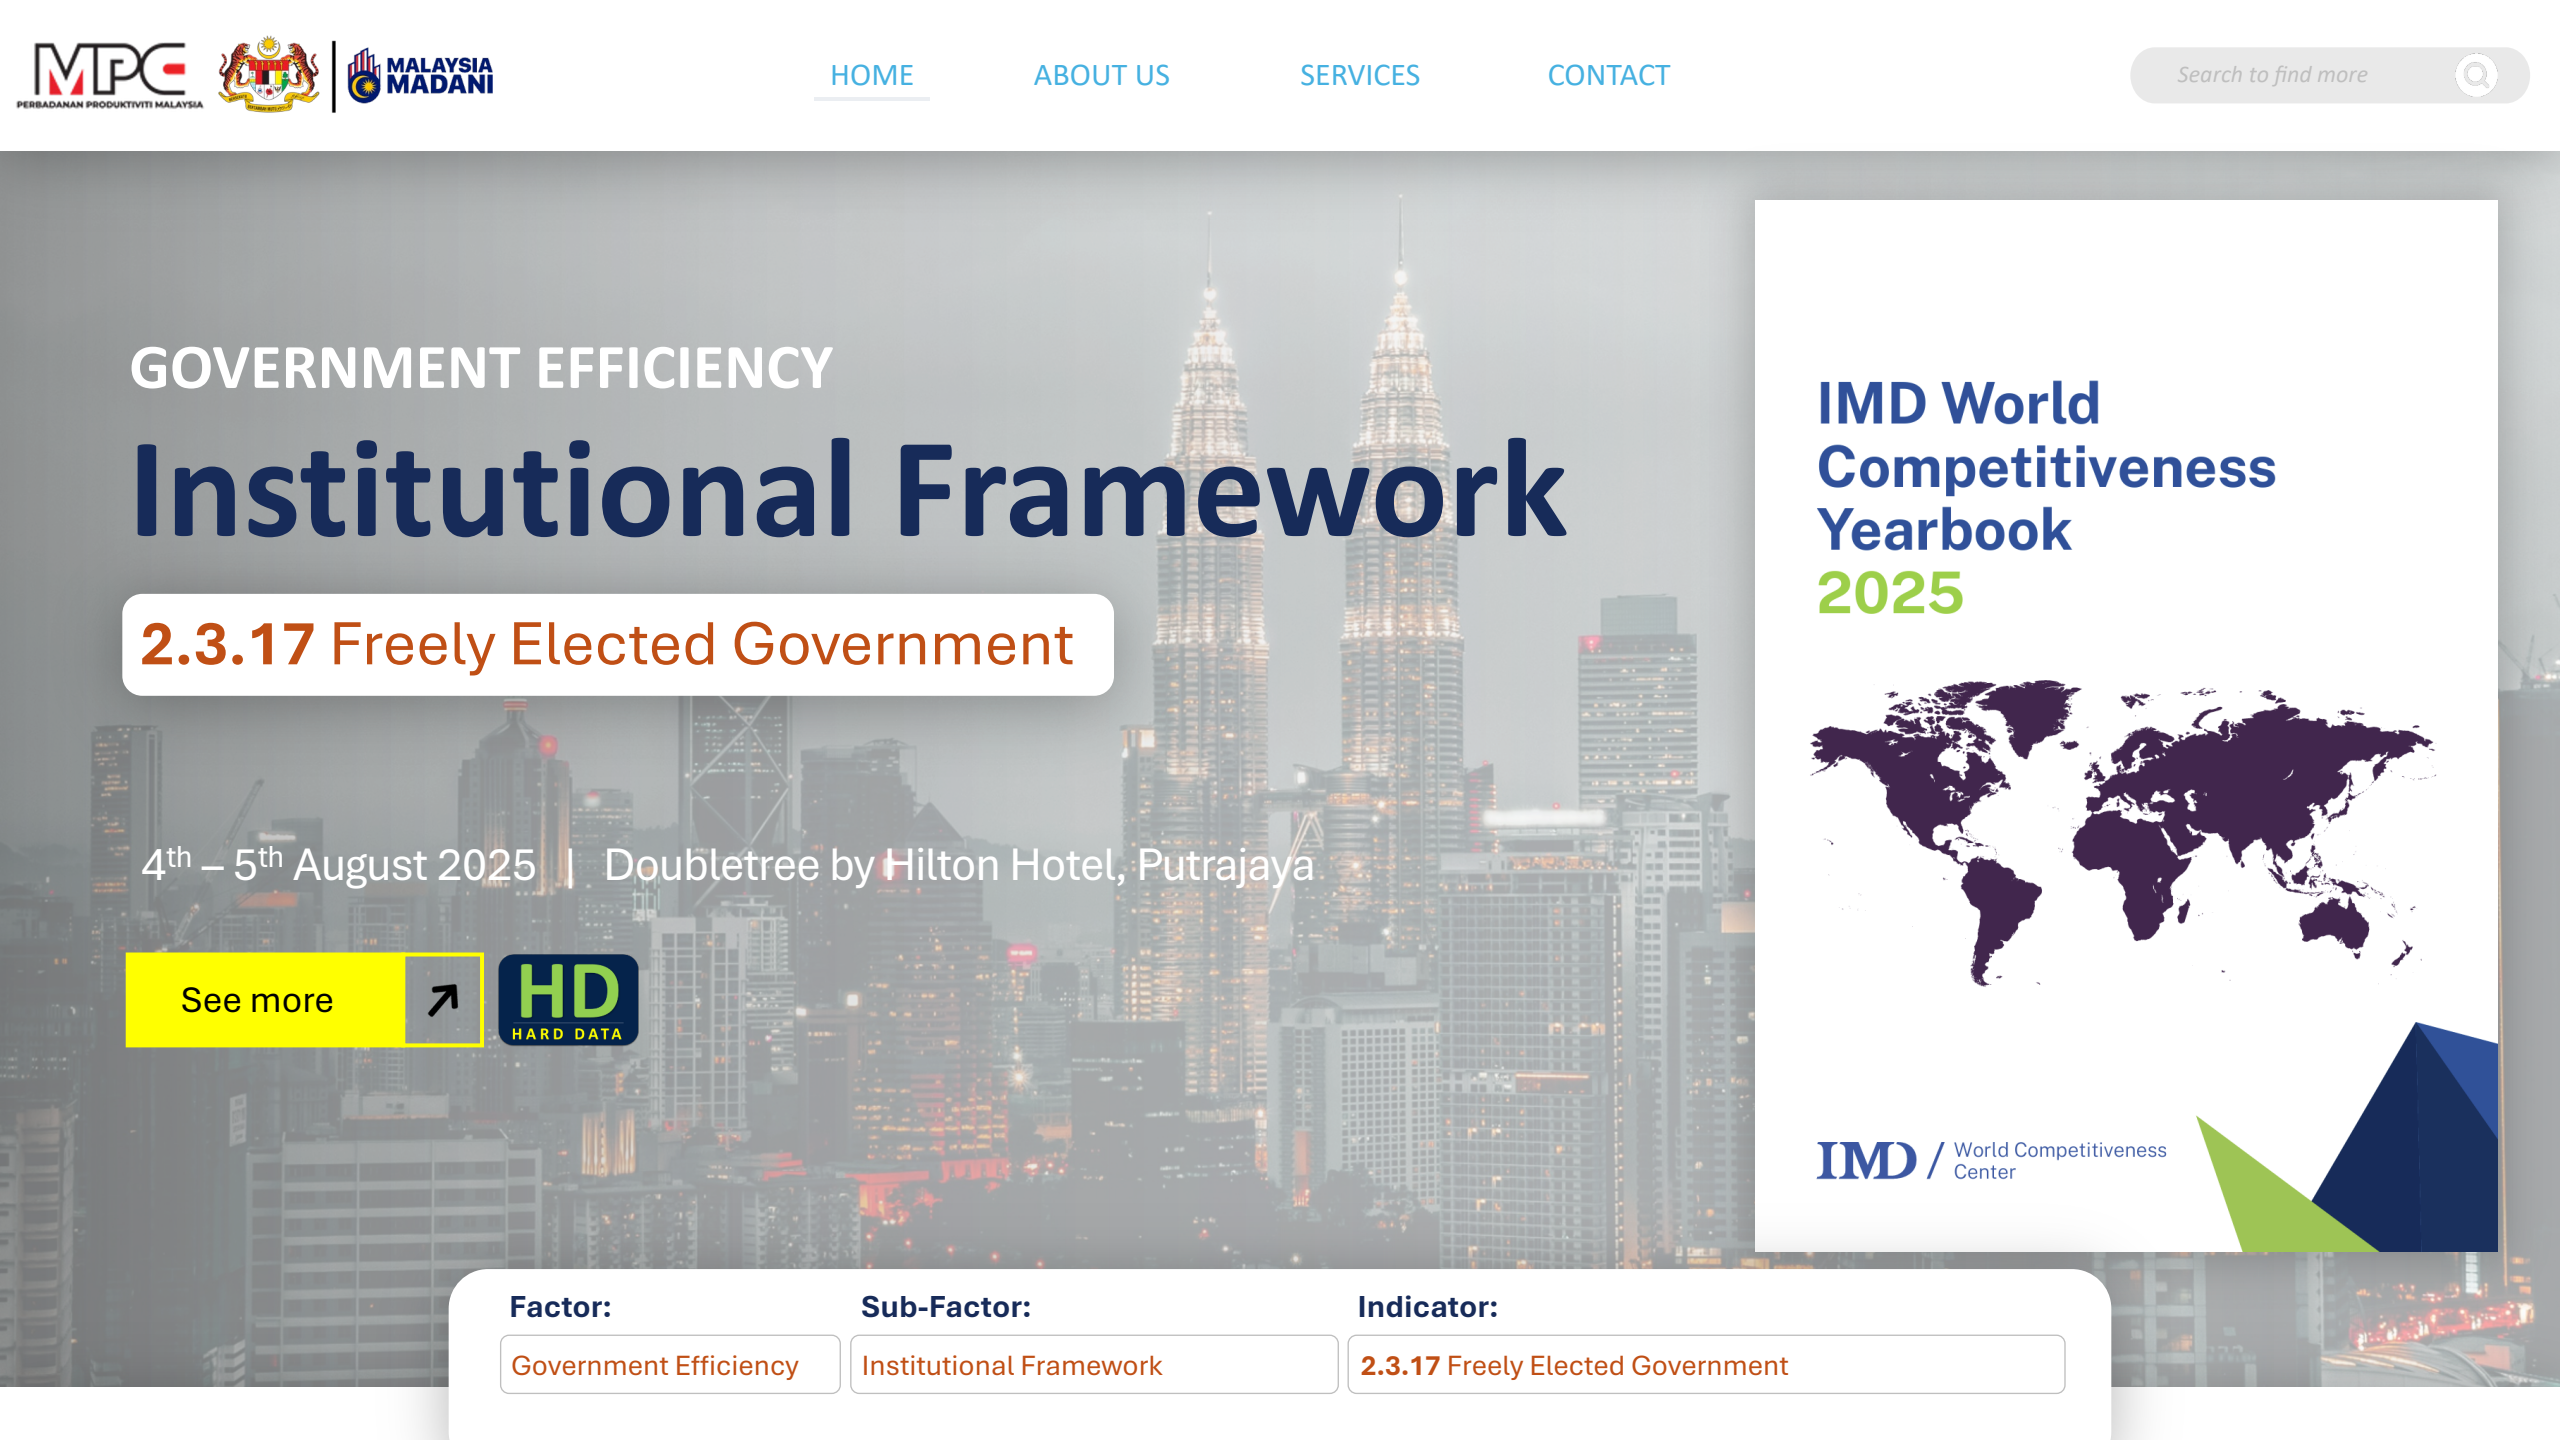 MPC
PERBADANAN PRODUKTIVITI MALAYSIA
MALAYSIA
MADANI
HOME
ABOUT US
SERVICES
CONTACT
Search to find more
GOVERNMENT EFFICIENCY
Institutional Framework
2.3.17 Freely Elected Government
4th – 5th August 2025 | Doubletree by Hilton Hotel, Putrajaya
See more
HD
HARD DATA
IMD World
Competitiveness
Yearbook
2025
IMD / World Competitiveness
Center
Factor:
Sub-Factor:
Indicator:
Government Efficiency
Institutional Framework
2.3.17 Freely Elected Government